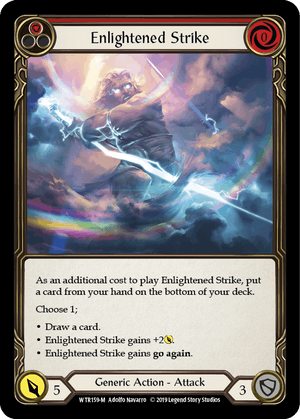 Enlightened Strike
0
As an additional cost to play Enlightened Strike, put
a card from your hand on the bottom of your deck.
Choose 1;
• Draw a card.
• Enlightened Strike gains +2.
• Enlightened Strike gains go again.
5
Generic Action - Attack
3
WTR159-M Adolfo Navarro © 2019 Legend Story Studios